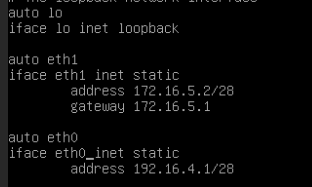 # The loopback network interface
auto lo
iface lo inet loopback
auto eth1
iface eth1 inet static
address 172.16.5.2/28
gateway 172.16.5.1
auto eth0
iface eth0_inet static
address 192.16.4.1/28